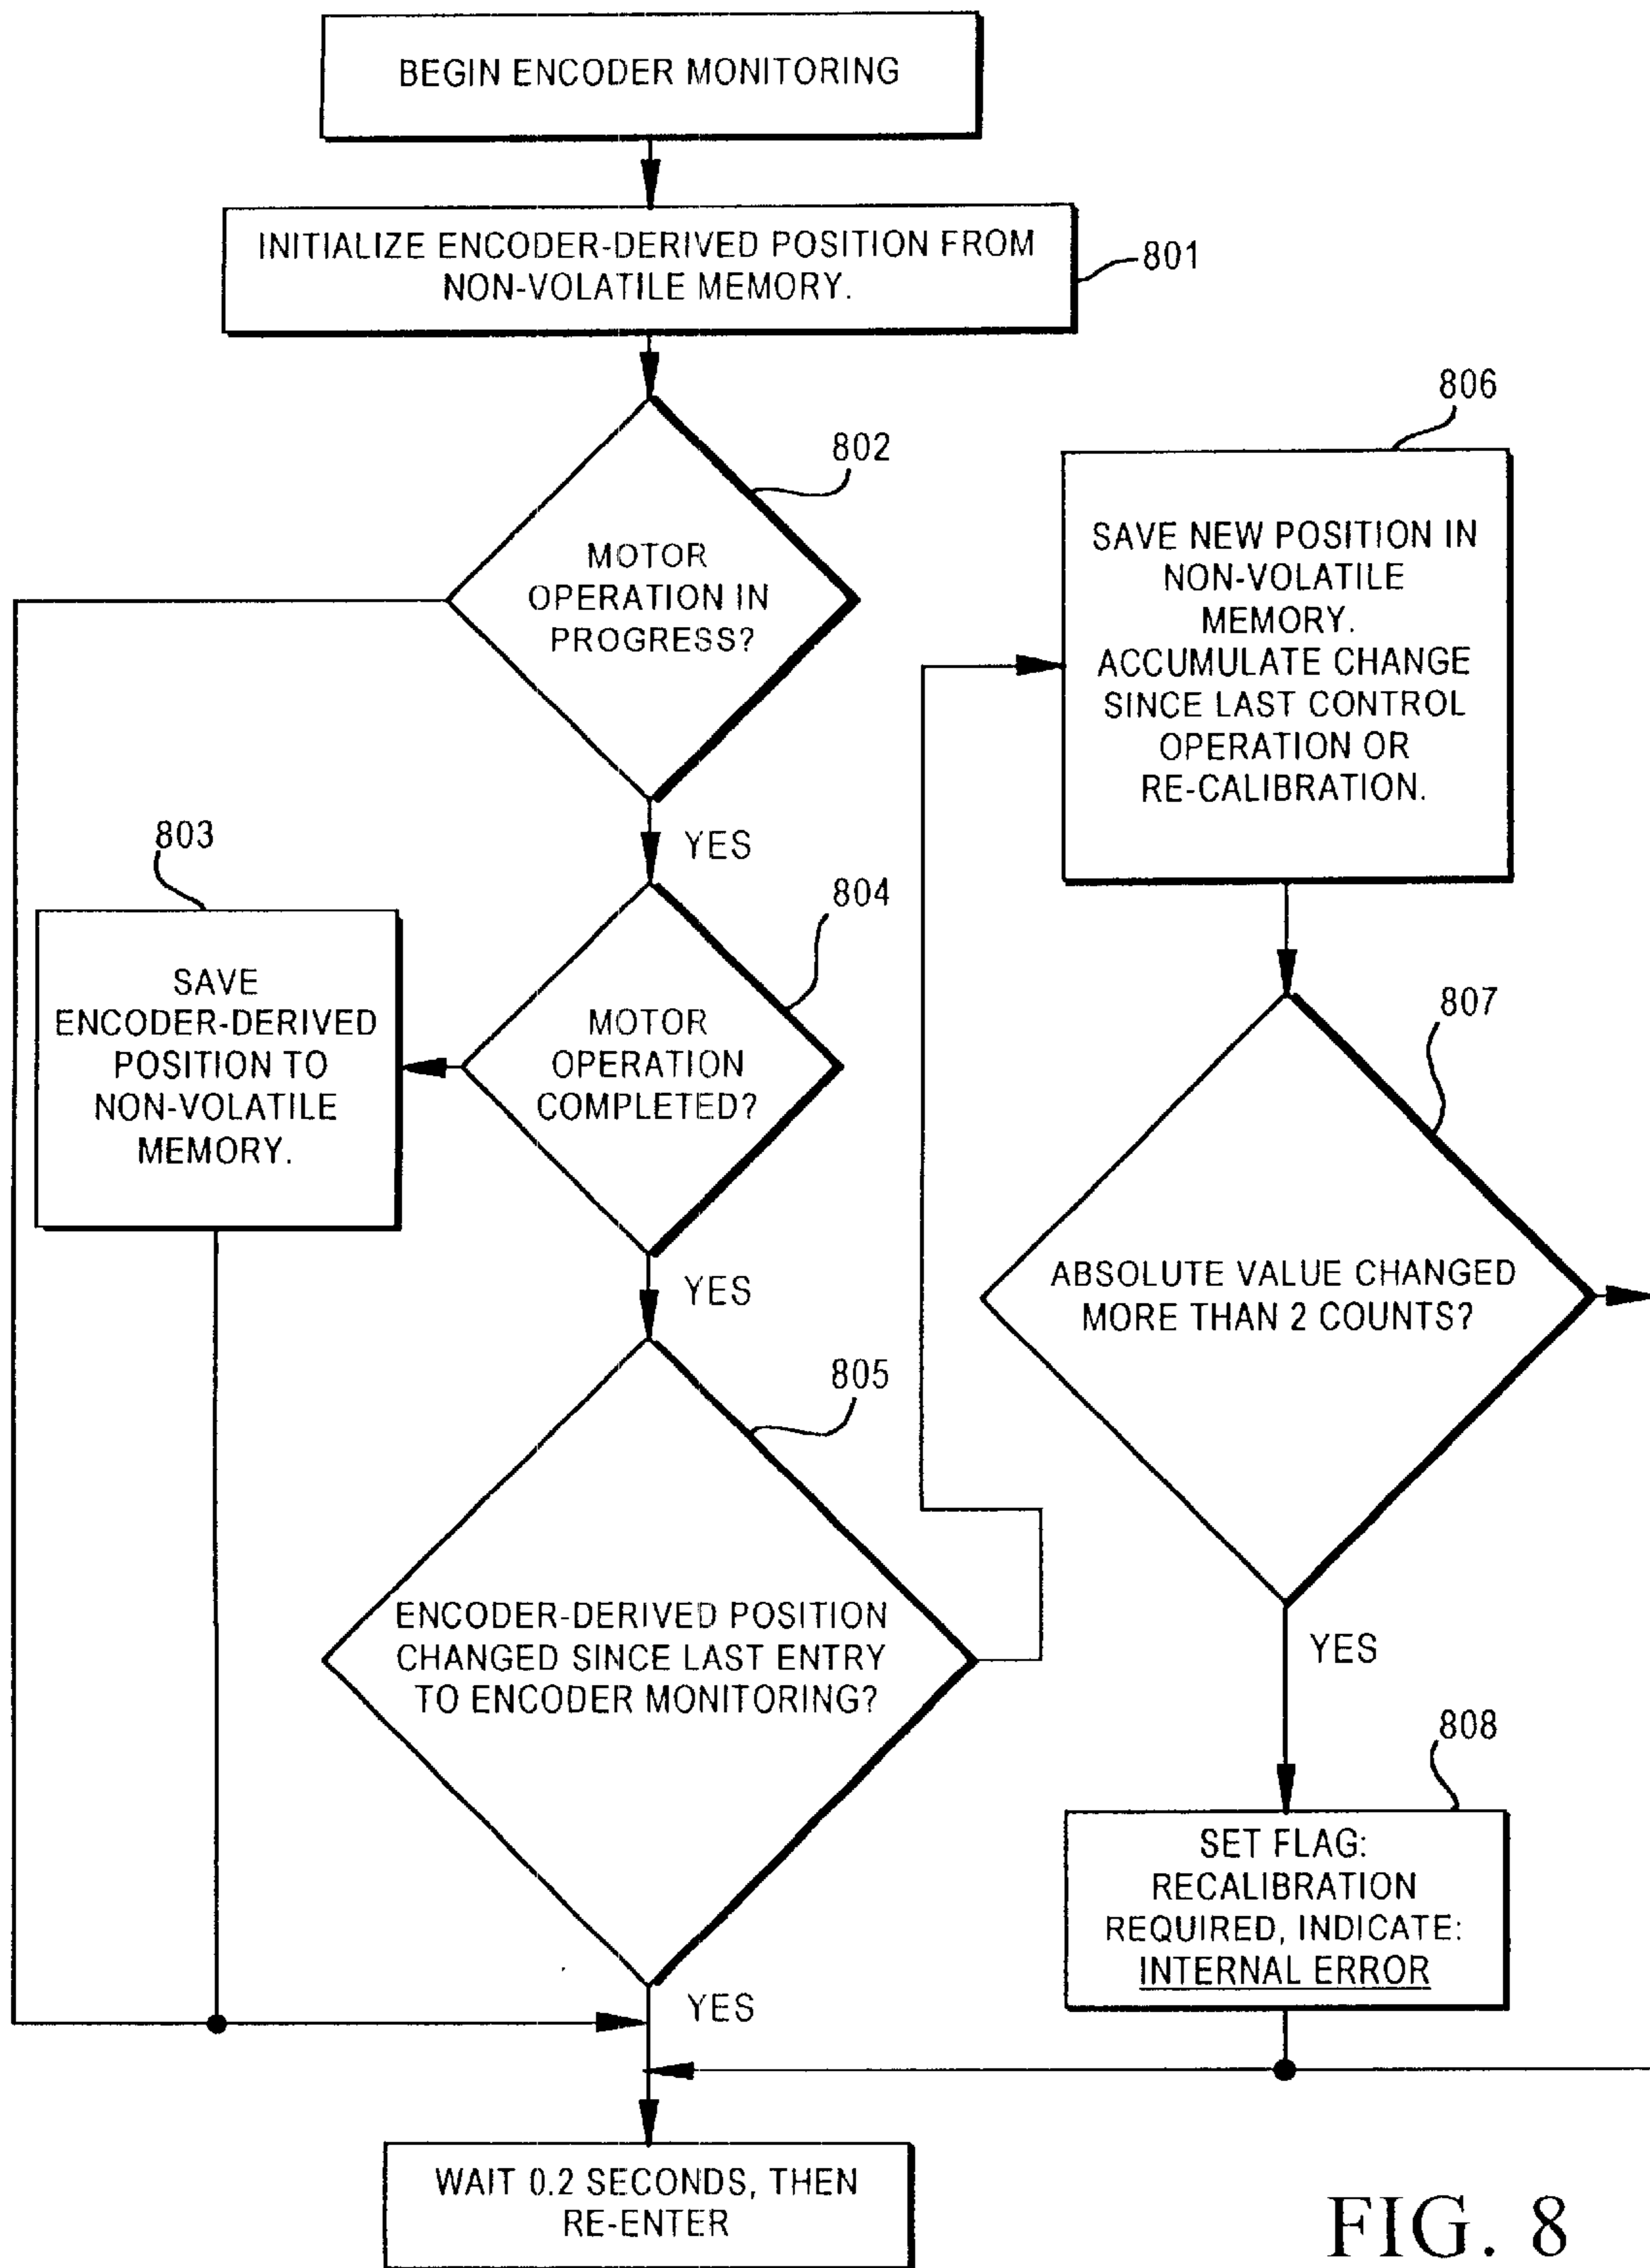 BEGIN ENCODER MONITORING
INITIALIZE ENCODER-DERIVED POSITION FROM
NON-VOLATILE MEMORY.
801
802
MOTOR
OPERATION IN
PROGRESS?
YES
803
SAVE
ENCODER-DERIVED
POSITION TO
NON-VOLATILE
MEMORY.
804
MOTOR
OPERATION
COMPLETED?
YES
805
ENCODER-DERIVED POSITION
CHANGED SINCE LAST ENTRY
TO ENCODER MONITORING?
YES
806
SAVE NEW POSITION IN
NON-VOLATILE
MEMORY.
ACCUMULATE CHANGE
SINCE LAST CONTROL
OPERATION OR
RE-CALIBRATION.
807
ABSOLUTE VALUE CHANGED
MORE THAN 2 COUNTS?
YES
808
SET FLAG:
RECALIBRATION
REQUIRED, INDICATE:
INTERNAL ERROR
WAIT 0.2 SECONDS, THEN
RE-ENTER
FIG. 8